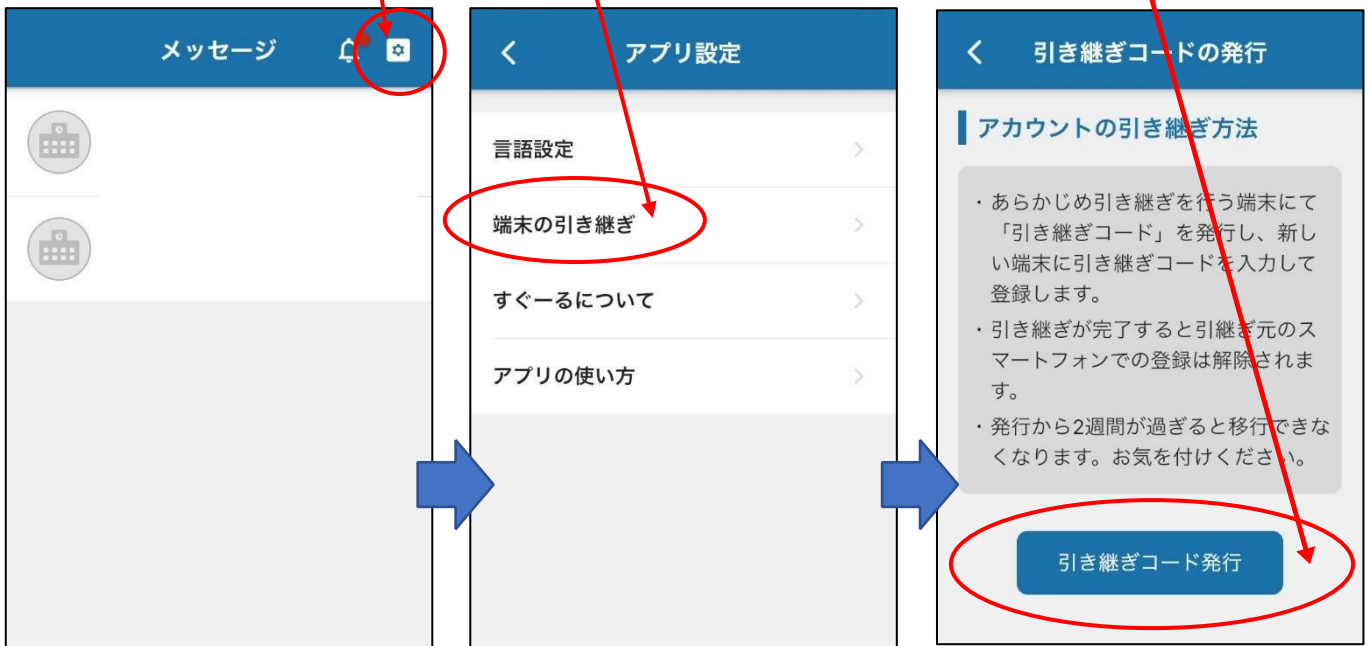 メッセージ
アプリ設定
言語設定
端末の引き継ぎ
すぐーるについて
アプリの使い方
引き継ぎコードの発行
アカウントの引き継ぎ方法
・あらかじめ引き継ぎを行う端末にて
「引き継ぎコード」を発行し、新し
い端末に引き継ぎコードを入力して
登録します。
・引き継ぎが完了すると引継ぎ元のス
マートフォンでの登録は解除されま
す。
・発行から2週間が過ぎると移行できな
くなります。お気を付けください。
引き継ぎコード発行